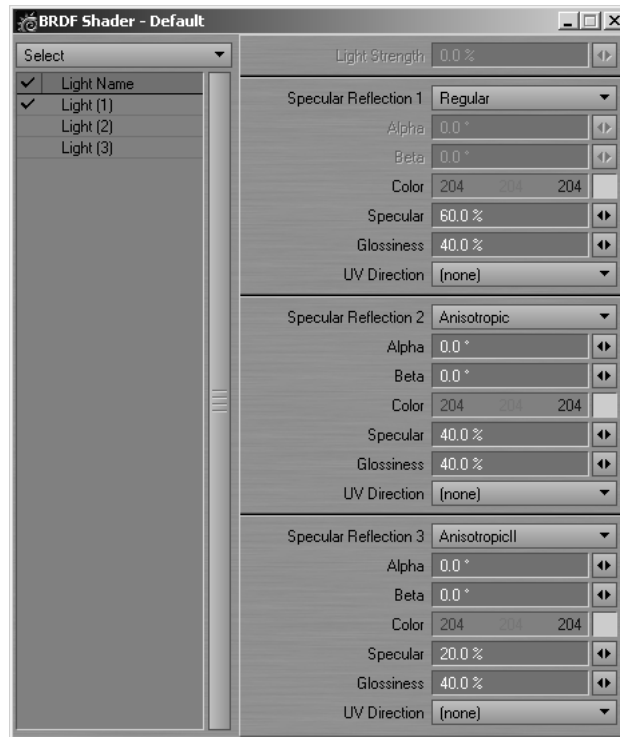 BRDF Shader - Default
Select
Light Name
Light (1)
Light (2)
Light (3)
Light Strength 0.0 %
Specular Reflection 1 Regular
Alpha 0.0 °
Beta 0.0 °
Color 204 204 204
Specular 60.0 %
Glossiness 40.0 %
UV Direction (none)
Specular Reflection 2 Anisotropic
Alpha 0.0 °
Beta 0.0 °
Color 204 204 204
Specular 40.0 %
Glossiness 40.0 %
UV Direction (none)
Specular Reflection 3 AnisotropicII
Alpha 0.0 °
Beta 0.0 °
Color 204 204 204
Specular 20.0 %
Glossiness 40.0 %
UV Direction (none)